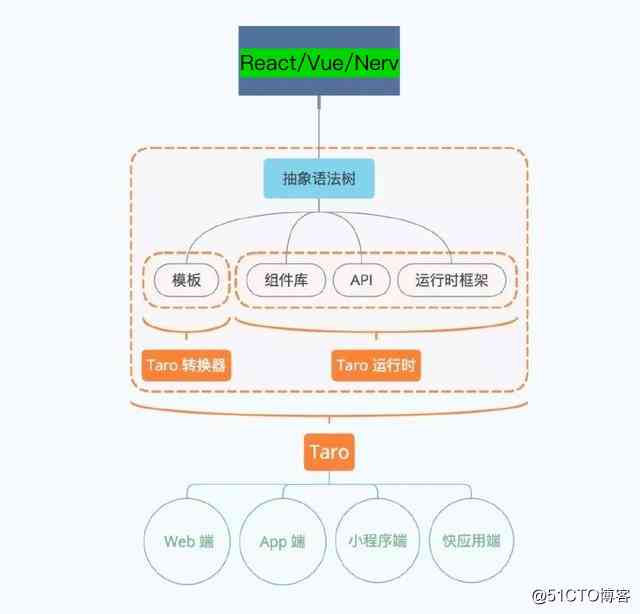 React/Vue/Nerv
抽象语法树
模板
组件库
API
运行时框架
Taro 转换器
Taro 运行时
Taro
Web 端
App 端
小程序端
快应用端
@51CTO博客